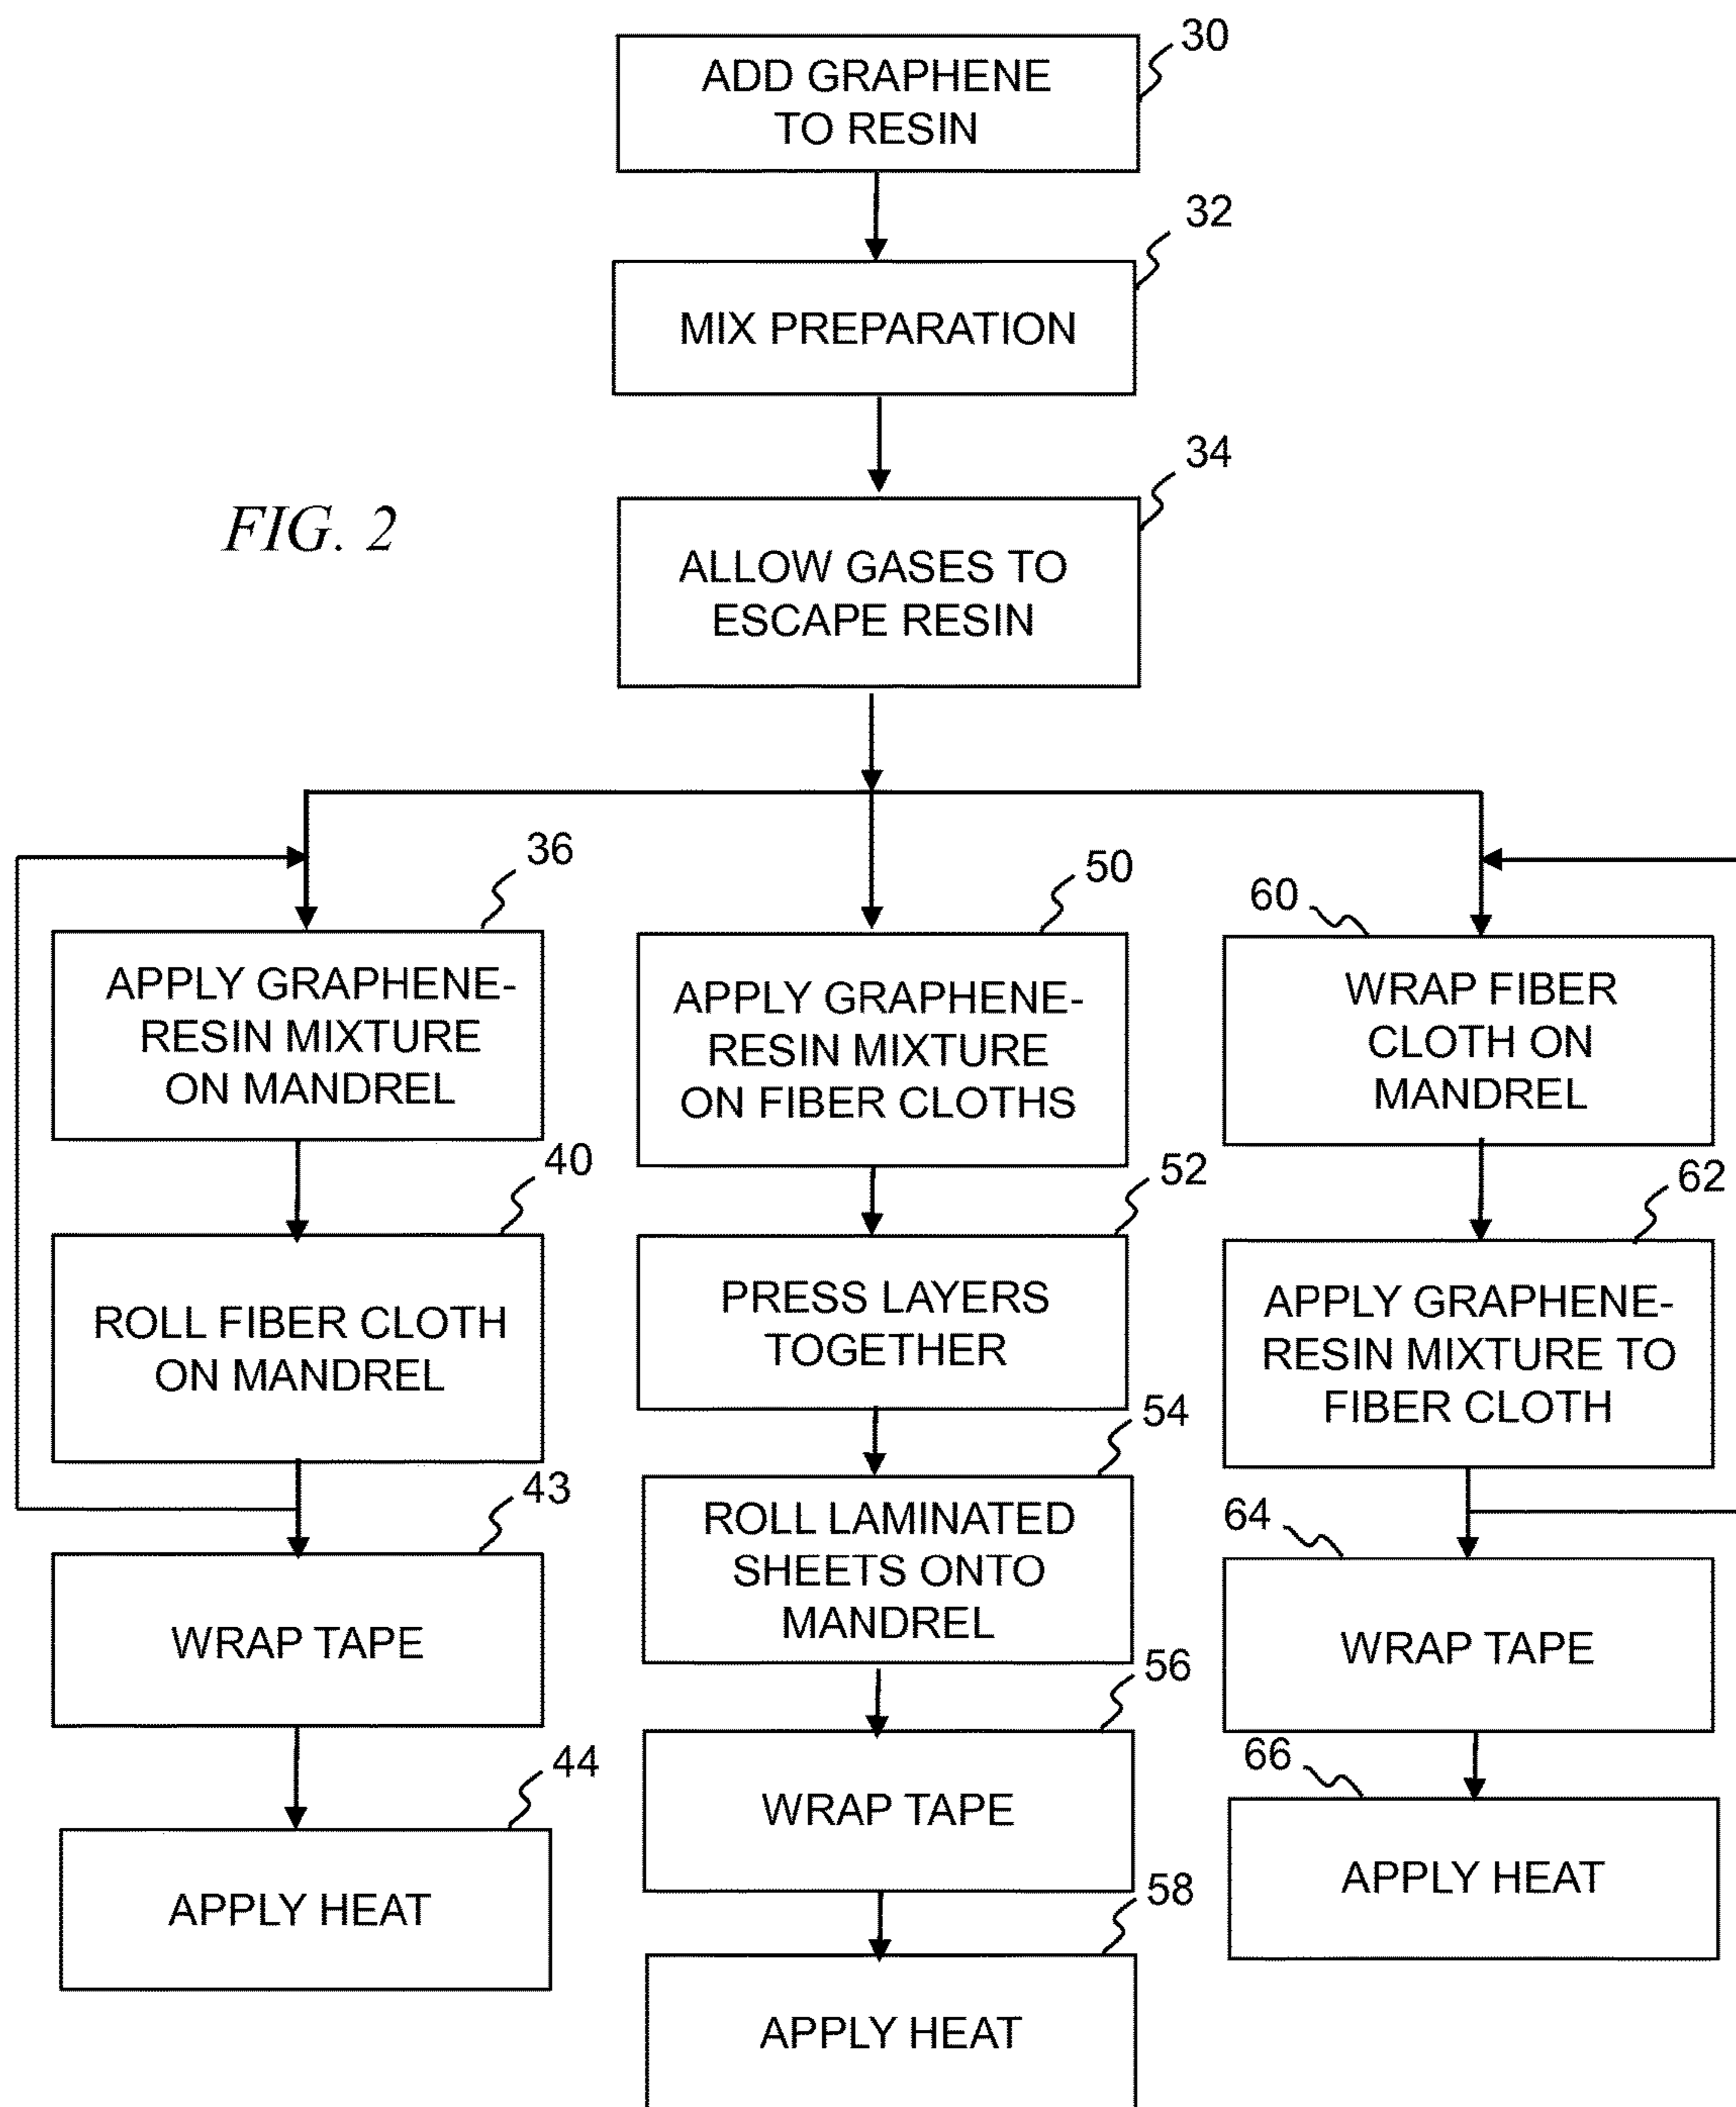 30
ADD GRAPHENE
TO RESIN
32
MIX PREPARATION
34
FIG. 2
ALLOW GASES TO
ESCAPE RESIN
36
APPLY GRAPHENE-
RESIN MIXTURE
ON MANDREL
40
ROLL FIBER CLOTH
ON MANDREL
43
WRAP TAPE
44
APPLY HEAT
50
APPLY GRAPHENE-
RESIN MIXTURE
ON FIBER CLOTHS
52
PRESS LAYERS
TOGETHER
54
ROLL LAMINATED
SHEETS ONTO
MANDREL
56
WRAP TAPE
58
APPLY HEAT
60
WRAP FIBER
CLOTH ON
MANDREL
62
APPLY GRAPHENE-
RESIN MIXTURE TO
FIBER CLOTH
64
WRAP TAPE
66
APPLY HEAT